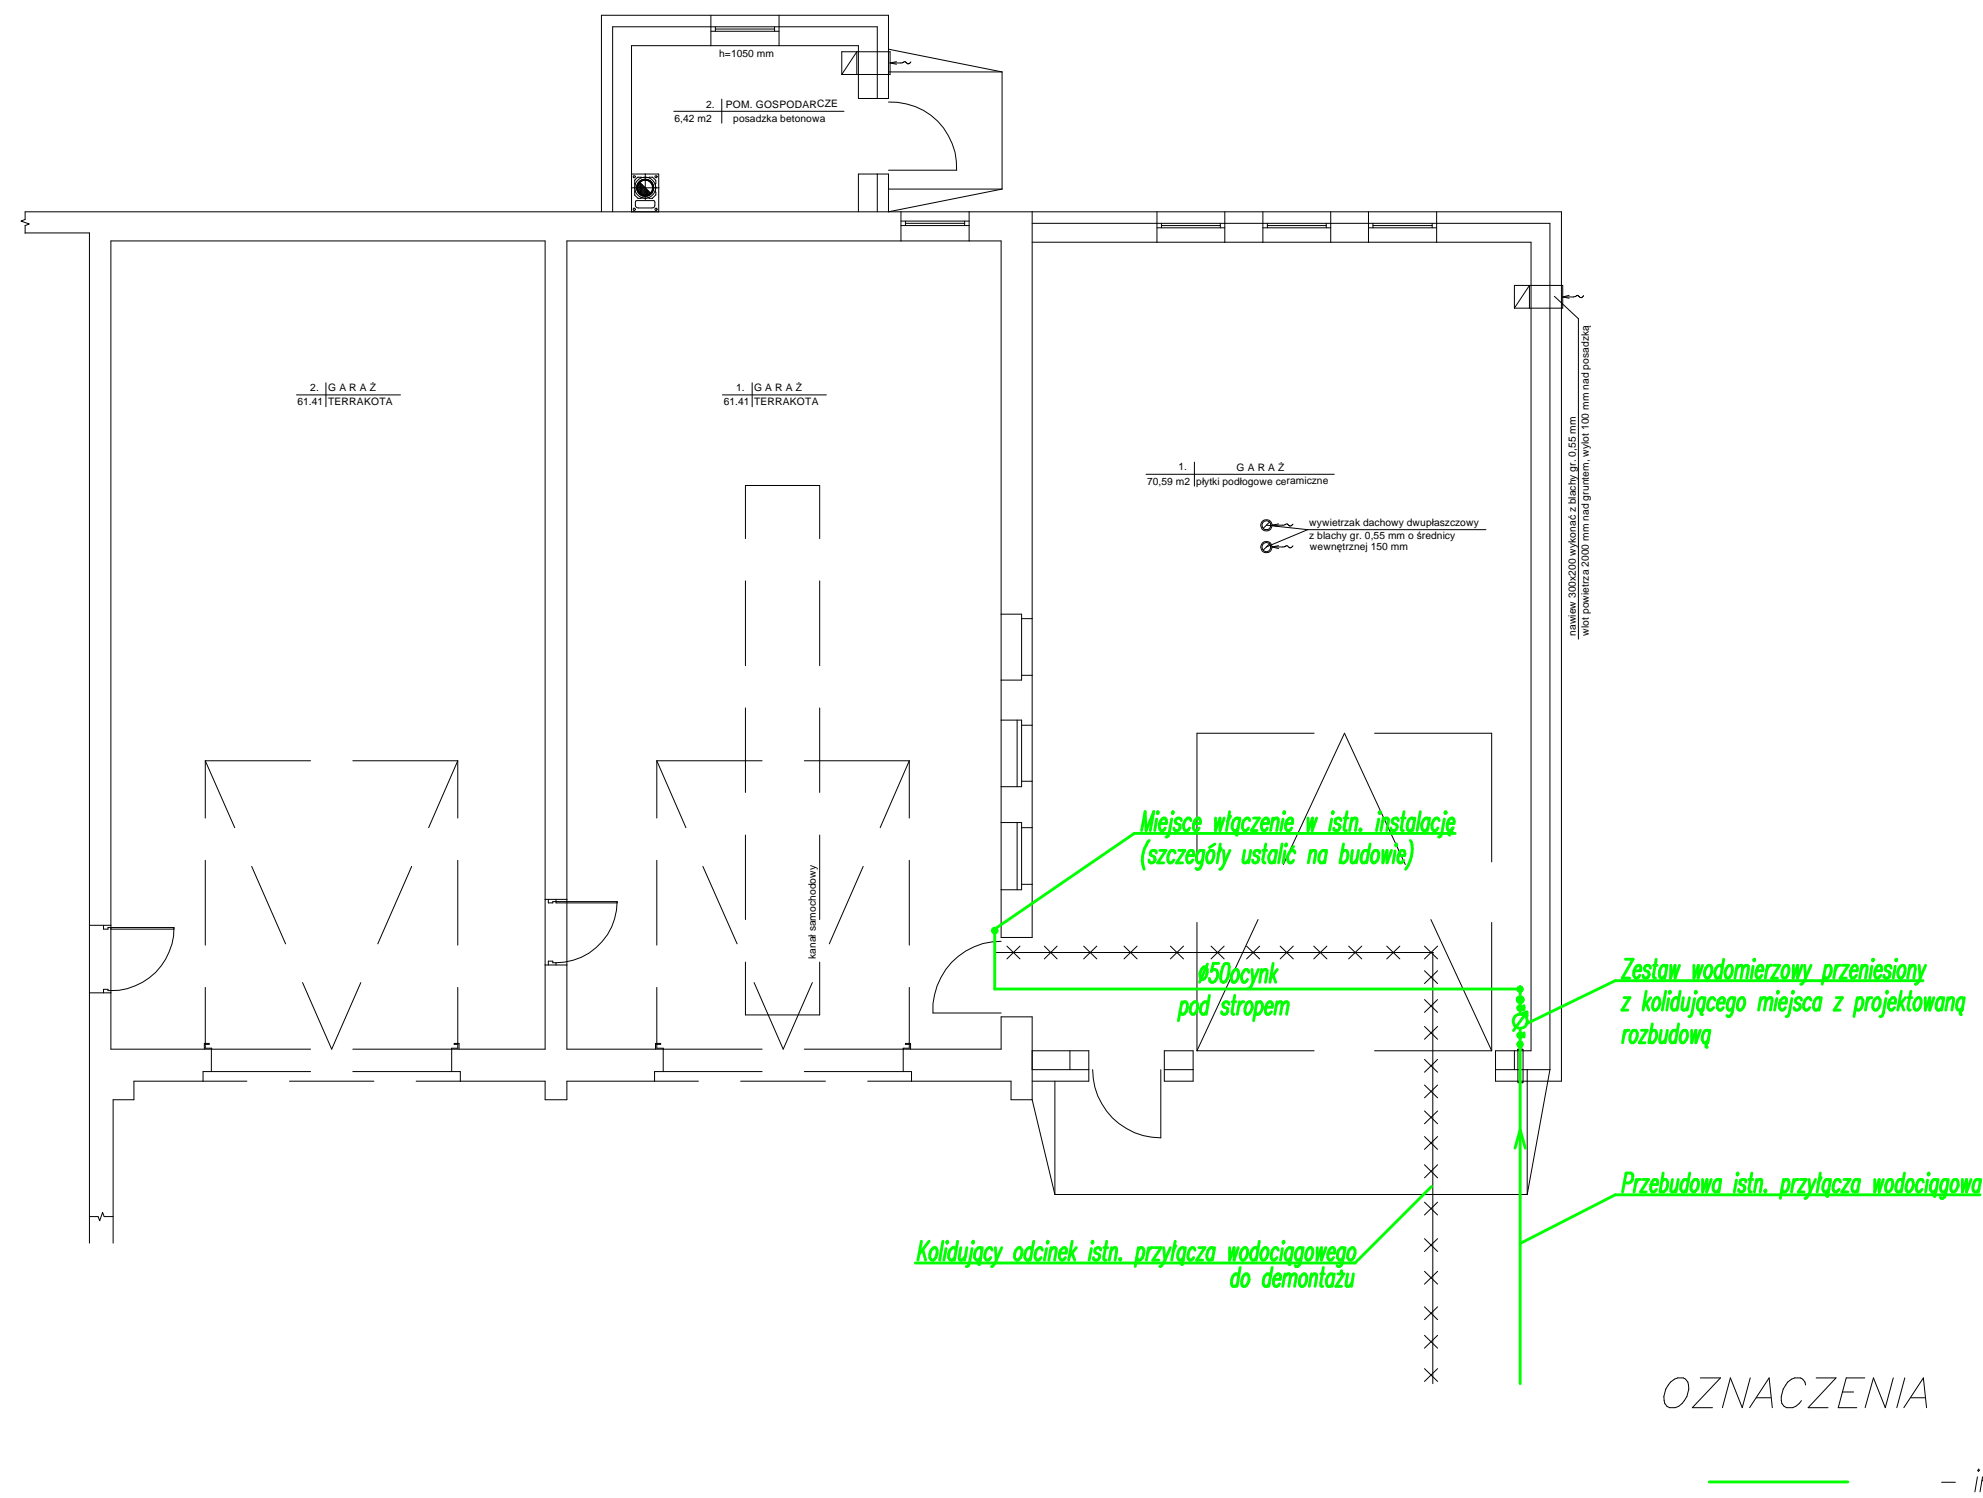 h=1050 mm
2. POM. GOSPODARCZE
6,42 m2 posadzka betonowa
2. GARAŻ
61.41 TERRAKOTA
1. GARAŻ
61.41 TERRAKOTA
1. GARAŻ
70,59 m2 płytki podłogowe ceramiczne
wywietrzak dachowy dwupłaszczowy
z blachy gr. 0,55 mm o średnicy
wewnętrznej 150 mm
nawiew 300x200 wykonać z blachy gr. 0,55 mm
wlot powietrza 2000 mm nad gruntem, wylot 100 mm nad posadzką
kanał samochodowy
Miejsce włączenie w istn. instalację
(szczegóły ustalić na budowie)
ø50ocynk
pod stropem
Zestaw wodomierzowy przeniesiony
z kolidującego miejsca z projektowaną
rozbudową
Przebudowa istn. przyłącza wodociągowa
Kolidujący odcinek istn. przyłącza wodociągowego
do demontażu
OZNACZENIA